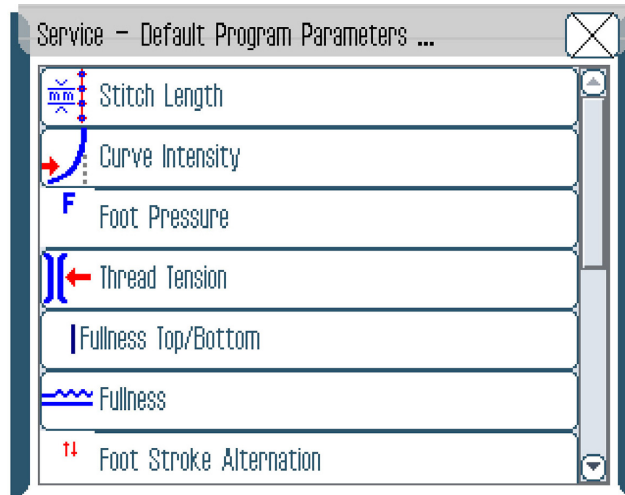 Service - Default Program Parameters ...
mm
Stitch Length
Curve Intensity
F
Foot Pressure
Thread Tension
Fullness Top/Bottom
Fullness
Foot Stroke Alternation